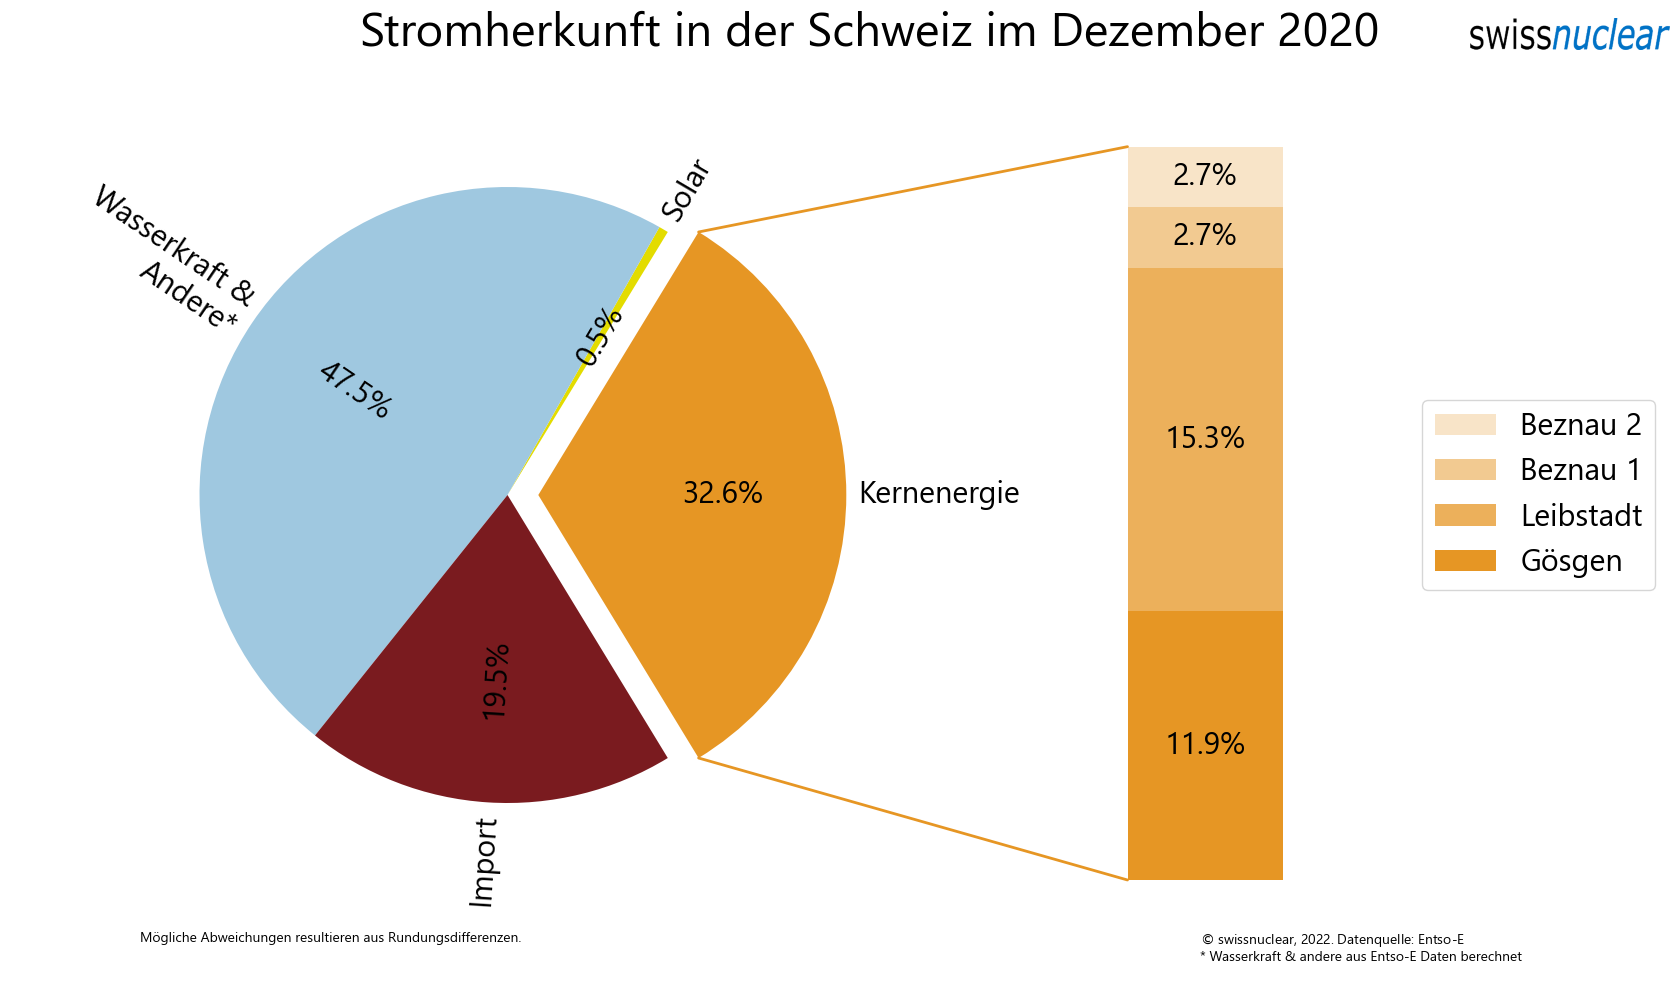 Stromherkunft in der Schweiz im Dezember 2020
swissnuclear
Wasserkraft &
Andere*
47.5%
Solar
0.5%
32.6%
Kernenergie
19.5%
Import
2.7%
2.7%
15.3%
11.9%
Beznau 2
Beznau 1
Leibstadt
Gösgen
Mögliche Abweichungen resultieren aus Rundungsdifferenzen.
© swissnuclear, 2022. Datenquelle: Entso-E
* Wasserkraft & andere aus Entso-E Daten berechnet